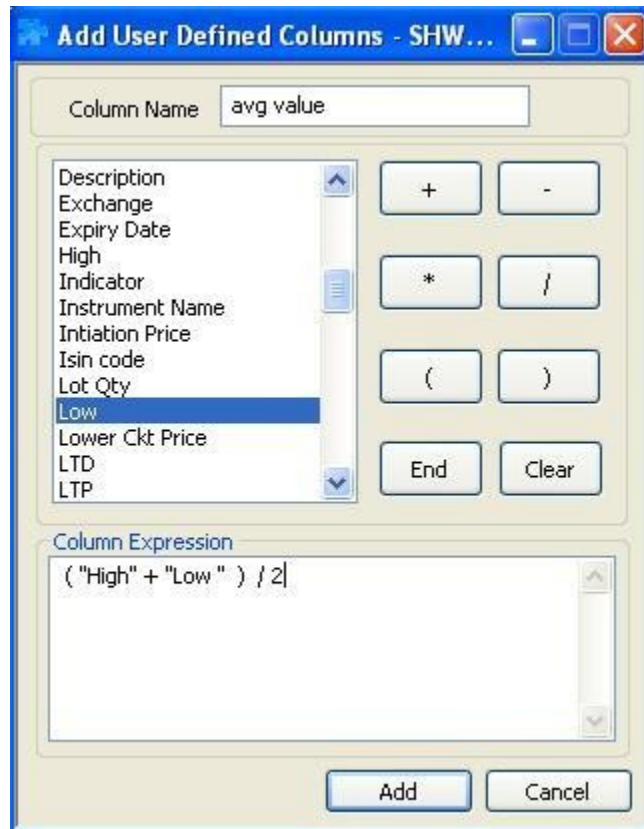 Add User Defined Columns - SHW...
Column Name avg value
Description
Exchange
Expiry Date
High
Indicator
Instrument Name
Intiation Price
Isin code
Lot Qty
Low
Lower Ckt Price
LTD
LTP
+ -
* /
( )
End Clear
Column Expression
( "High" + "Low " ) / 2
Add Cancel